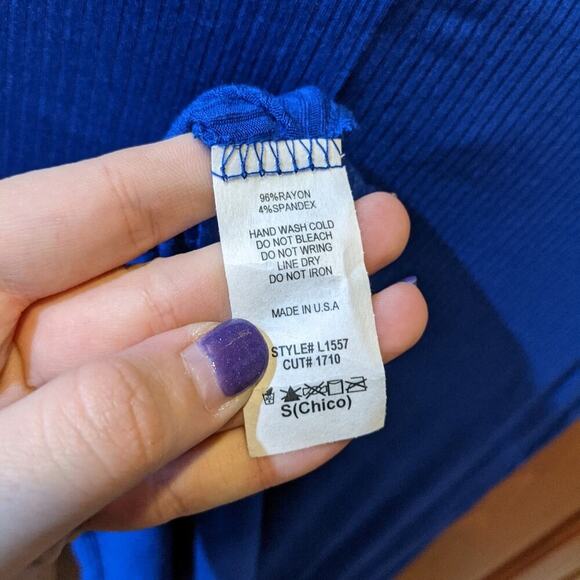 96%RAYON
4%SPANDEX
HAND WASH COLD
DO NOT BLEACH
DO NOT WRING
LINE DRY
DO NOT IRON
MADE IN U.S.A
STYLE# L1557
CUT# 1710
S(Chico)